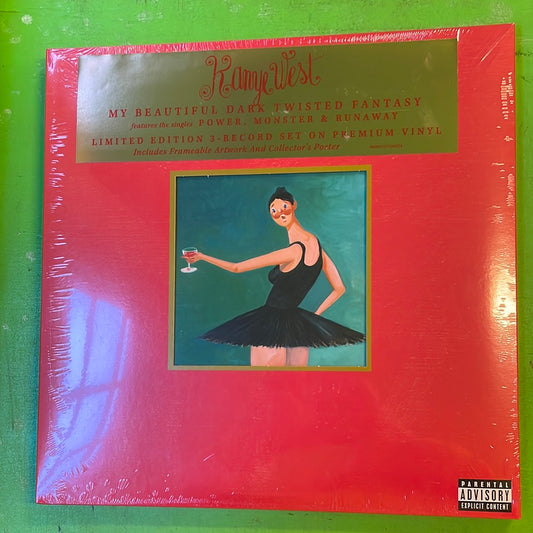 Kanye West
MY BEAUTIFUL DARK TWISTED FANTASY
features the singles POWER, MONSTER & RUNAWAY
LIMITED EDITION 3-RECORD SET ON PREMIUM VINYL
Includes Frameable Artwork And Collector's Porter
PARENTAL
ADVISORY
EXPLICIT CONTENT